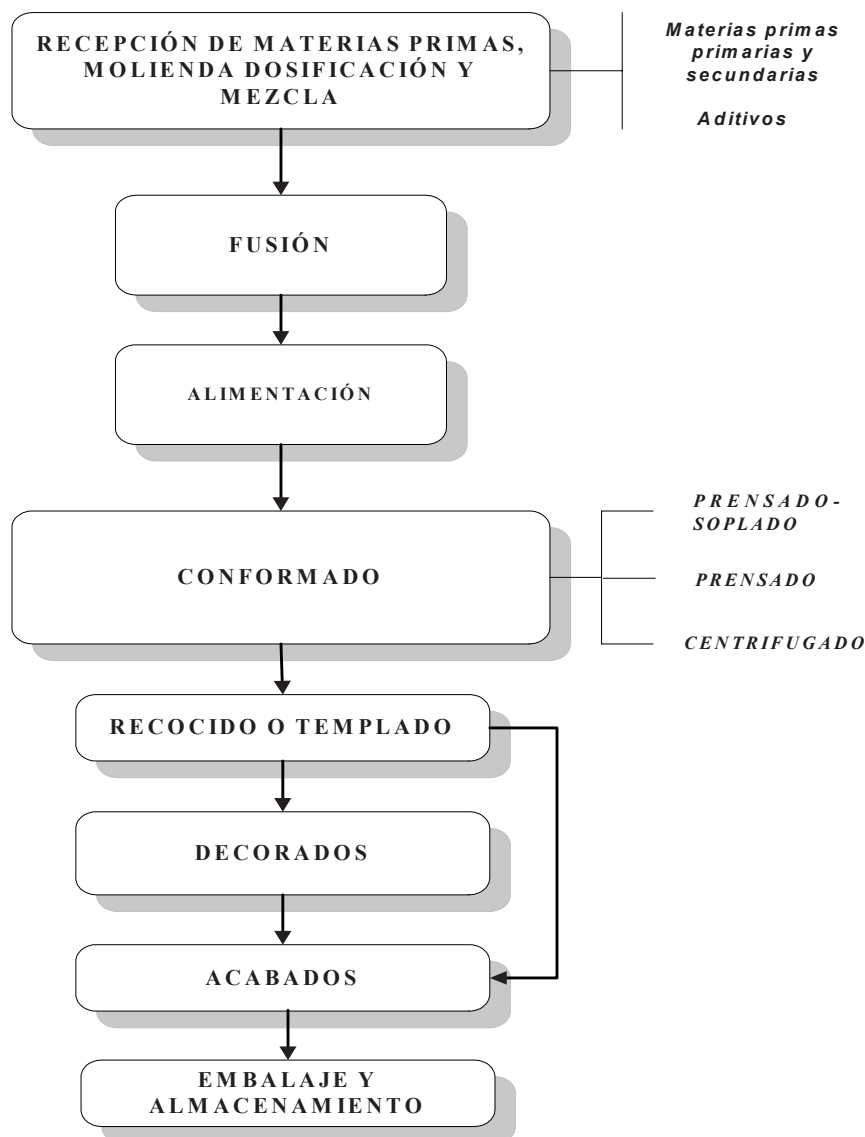 RECEPCIÓN DE MATERIAS PRIMAS,
MOLIENDA DOSIFICACIÓN Y
MEZCLA
Materias primas
primarias y
secundarias
Aditivos
FUSIÓN
ALIMENTACIÓN
CONFORMADO
PRENSADO-
SOPLADO
PRENSADO
CENTRIFUGADO
RECOCIDO O TEMPLADO
DECORADOS
ACABADOS
EMBALAJE Y
ALMACENAMIENTO